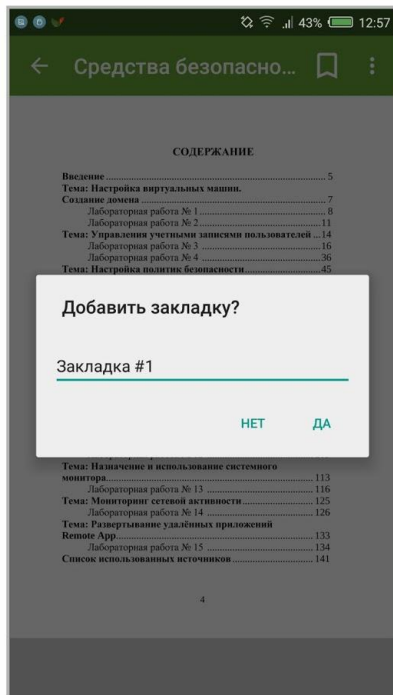 43% 12:57
Средства безопасно...
СОДЕРЖАНИЕ
Введение 5
Тема: Настройка виртуальных машин.
Создание домена 7
Лабораторная работа № 1 8
Лабораторная работа № 2 11
Тема: Управления учетными записями пользователей 14
Лабораторная работа № 3 16
Лабораторная работа № 4 36
Тема: Настройка политик безопасности 45
Добавить закладку?
Закладка #1
НЕТ ДА
Тема: Назначение и использование системного
монитора 113
Лабораторная работа № 13 116
Тема: Мониторинг сетевой активности 125
Лабораторная работа № 14 126
Тема: Развертывание удалённых приложений
Remote App 133
Лабораторная работа № 15 134
Список использованных источников 141
4